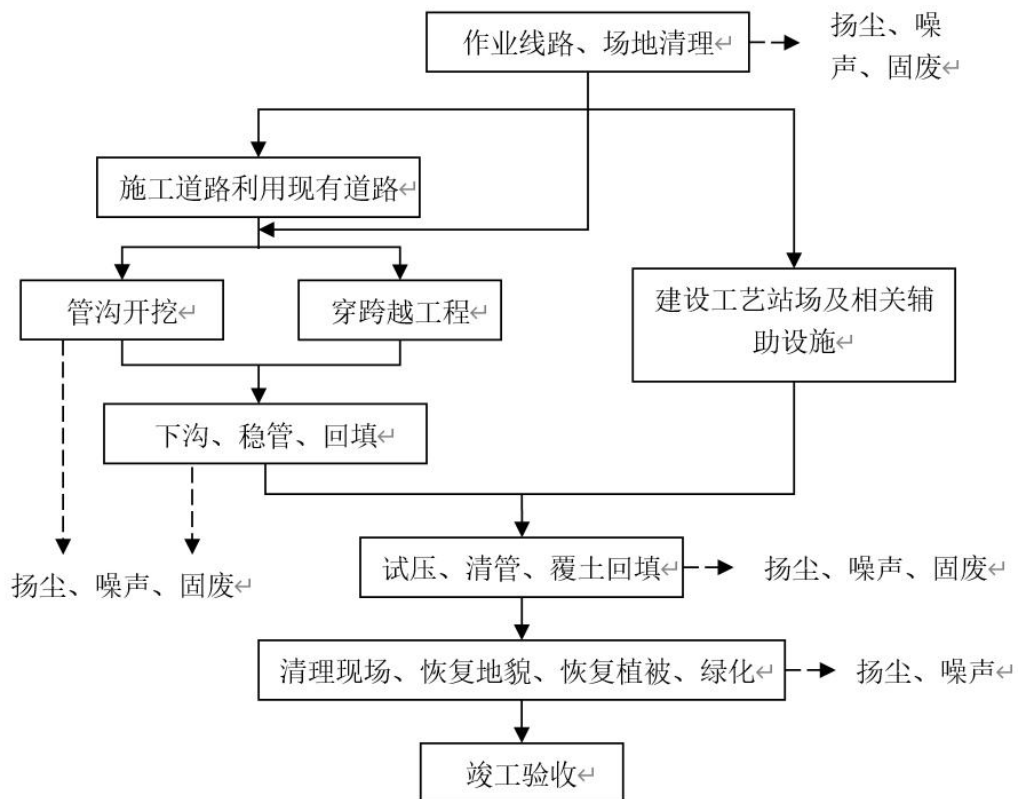 作业线路、场地清理↵
扬尘、噪
声、固废↵
施工道路利用现有道路↵
管沟开挖↵
穿跨越工程↵
建设工艺站场及相关辅
助设施↵
下沟、稳管、回填↵
扬尘、噪声、固废↵
试压、清管、覆土回填↵
扬尘、噪声、固废↵
清理现场、恢复地貌、恢复植被、绿化↵
扬尘、噪声↵
竣工验收↵